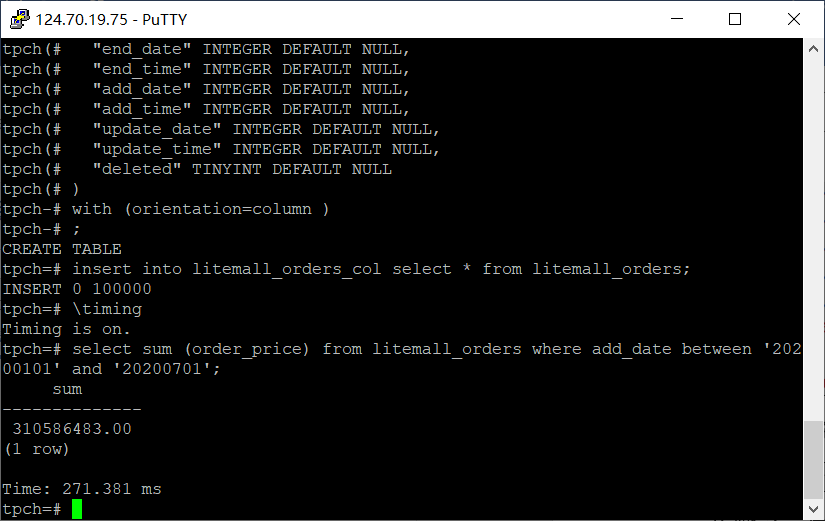 124.70.19.75 - PuTTY
tpch(#   "end_date" INTEGER DEFAULT NULL,
tpch(#   "end_time" INTEGER DEFAULT NULL,
tpch(#   "add_date" INTEGER DEFAULT NULL,
tpch(#   "add_time" INTEGER DEFAULT NULL,
tpch(#   "update_date" INTEGER DEFAULT NULL,
tpch(#   "update_time" INTEGER DEFAULT NULL,
tpch(#   "deleted" TINYINT DEFAULT NULL
tpch(# )
tpch-# with (orientation=column )
tpch-# ;
CREATE TABLE
tpch=# insert into litemall_orders_col select * from litemall_orders;
INSERT 0 100000
tpch=# \timing
Timing is on.
tpch=# select sum (order_price) from litemall_orders where add_date between '202
00101' and '20200701';
     sum
--------------
 310586483.00
(1 row)
Time: 271.381 ms
tpch=#